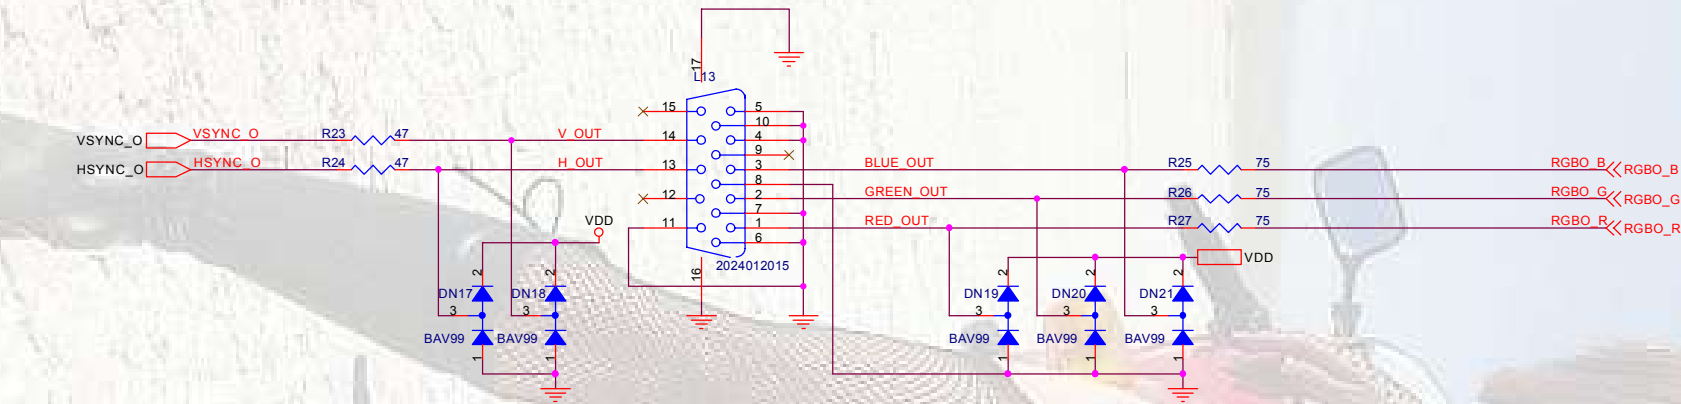 17
L13
15 5
10
VSYNC_O VSYNC_O R23 47 V_OUT 14 4
9
HSYNC_O HSYNC_O R24 47 H_OUT 13 3 BLUE_OUT R25 75 RGBO_B RGBO_B
8
12 2 GREEN_OUT R26 75 RGBO_G RGBO_G
7
VDD 11 1 RED_OUT R27 75 RGBO_R RGBO_R
6
16 2024012015 VDD
2 2 2 2 2
DN17 DN18 DN19 DN20 DN21
3 3 3 3 3
BAV99 BAV99 BAV99 BAV99 BAV99
1 1 1 1 1